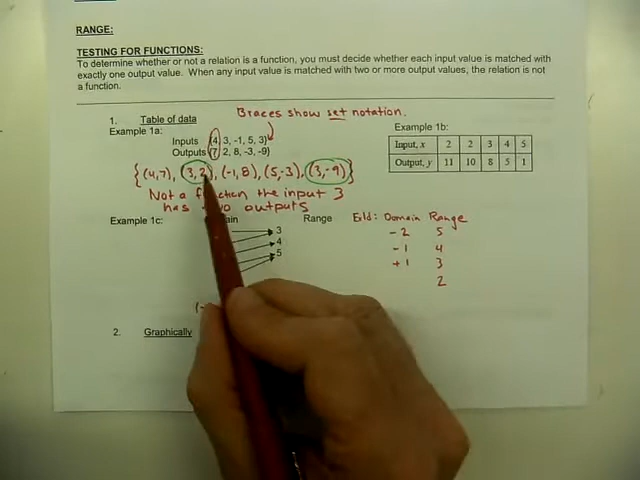 RANGE:
TESTING FOR FUNCTIONS:
To determine whether or not a relation is a function, you must decide whether each input value is matched with
exactly one output value. When any input value is matched with two or more output values, the relation is not
a function.
Braces show set notation.
1. Table of data
Example 1a:
Inputs {4, 3, -1, 5, 3}
Outputs {7, 2, 8, -3, -9}
{(4,7), (3,2), (-1,8), (5,-3), (3,-9)}
Not a function the input 3
has two outputs
Example 1b:
Input, x 2 2 3 4 5
Output, y 11 10 8 5 1
Example 1c: Range
3
4
5
Ex1d: Domain Range
-2 5
-1 4
+1 3
2
2. Graphically